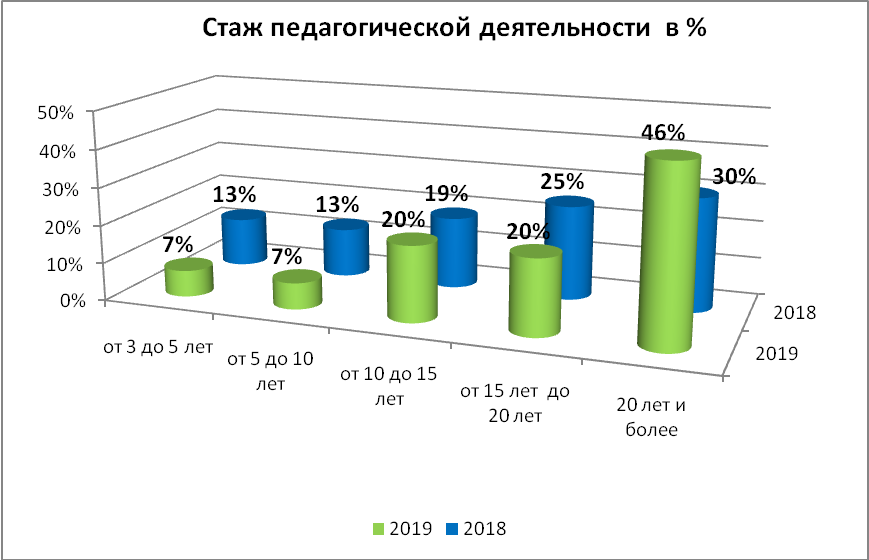 Стаж педагогической деятельности в %
50%
40%
30%
20%
10%
0%
7%
7%
20%
20%
46%
13%
13%
19%
25%
30%
от 3 до 5 лет
от 5 до 10
лет
от 10 до 15
лет
от 15 лет до
20 лет
20 лет и
более
2018
2019
2019
2018